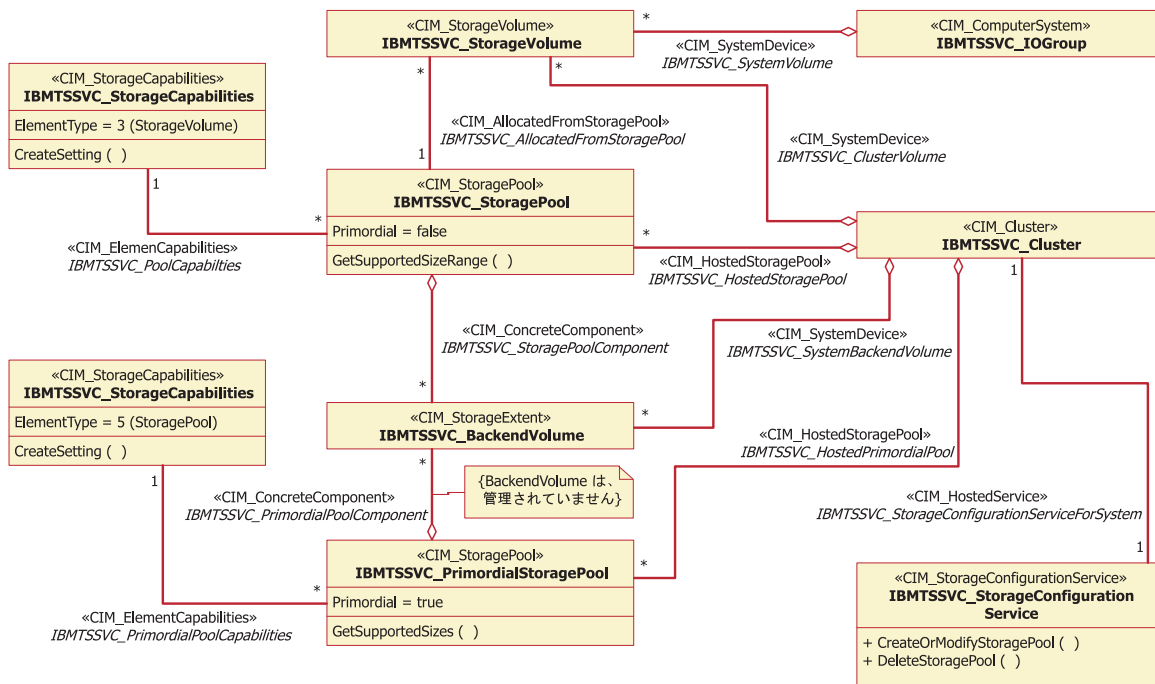 «CIM_StorageVolume»
IBMTSSVC_StorageVolume
*
*
*
«CIM_SystemDevice»
IBMTSSVC_SystemVolume
«CIM_ComputerSystem»
IBMTSSVC_IOGroup
«CIM_StorageCapabilities»
IBMTSSVC_StorageCapabilities
ElementType = 3 (StorageVolume)
CreateSetting ( )
1
«CIM_AllocatedFromStoragePool»
IBMTSSVC_AllocatedFromStoragePool
1
«CIM_SystemDevice»
IBMTSSVC_ClusterVolume
«CIM_StoragePool»
IBMTSSVC_StoragePool
Primordial = false
GetSupportedSizeRange ( )
*
«CIM_ElemenCapabilities»
IBMTSSVC_PoolCapabilties
*
«CIM_HostedStoragePool»
IBMTSSVC_HostedStoragePool
«CIM_Cluster»
IBMTSSVC_Cluster
1
«CIM_ConcreteComponent»
IBMTSSVC_StoragePoolComponent
*
«CIM_SystemDevice»
IBMTSSVC_SystemBackendVolume
*
«CIM_StorageCapabilities»
IBMTSSVC_StorageCapabilities
ElementType = 5 (StoragePool)
CreateSetting ( )
1
«CIM_StorageExtent»
IBMTSSVC_BackendVolume
*
«CIM_HostedStoragePool»
IBMTSSVC_HostedPrimordialPool
«CIM_ConcreteComponent»
IBMTSSVC_PrimordialPoolComponent
{BackendVolume は、
管理されていません}
«CIM_HostedService»
IBMTSSVC_StorageConfigurationServiceForSystem
1
«CIM_StoragePool»
IBMTSSVC_PrimordialStoragePool
Primordial = true
GetSupportedSizes ( )
*
*
«CIM_ElementCapabilities»
IBMTSSVC_PrimordialPoolCapabilities
«CIM_StorageConfigurationService»
IBMTSSVC_StorageConfiguration
Service
+ CreateOrModifyStoragePool ( )
+ DeleteStoragePool ( )